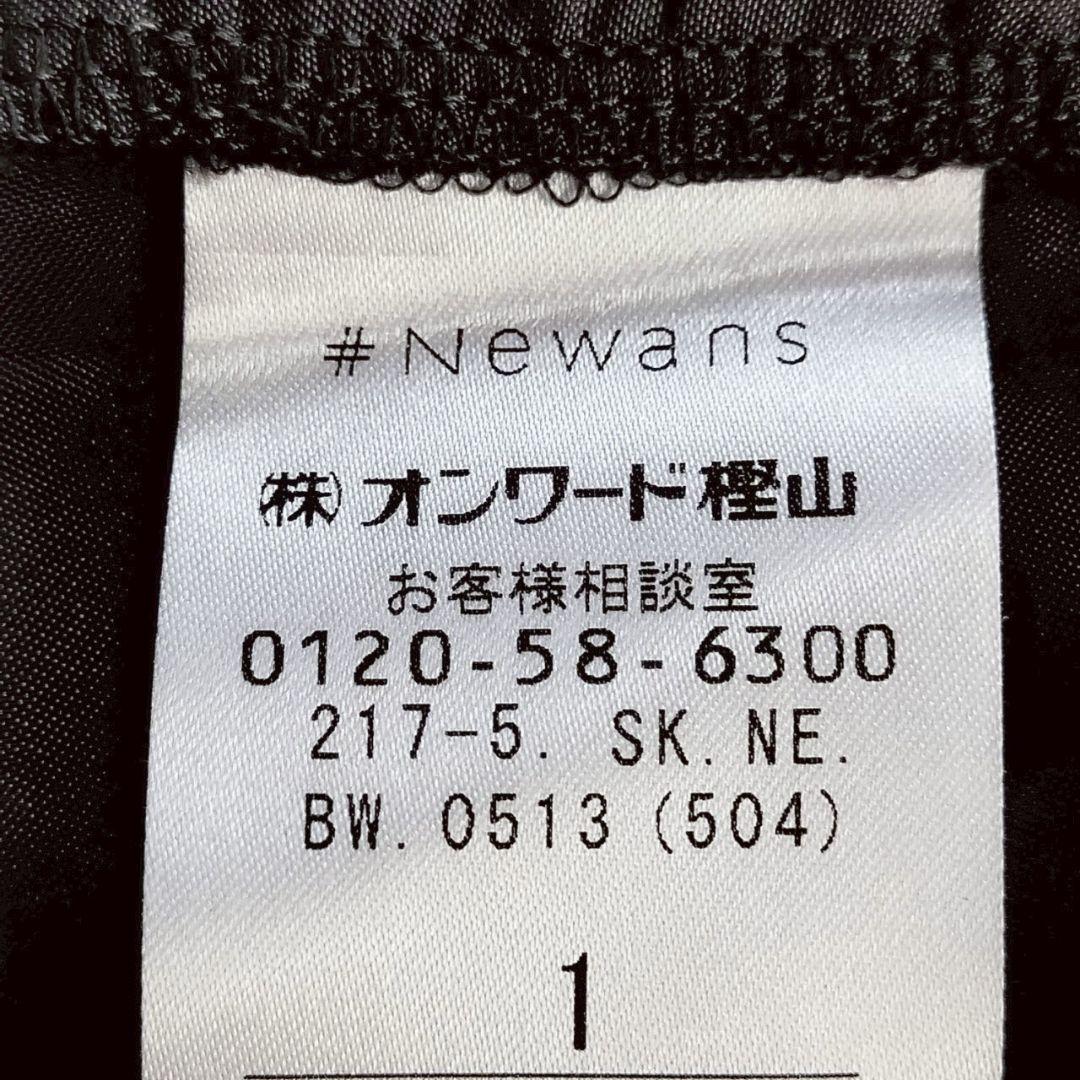 #Newans
㈱オンワード樫山
お客様相談室
0120-58-6300
217-5. SK. NE.
BW. 0513 (504)
1